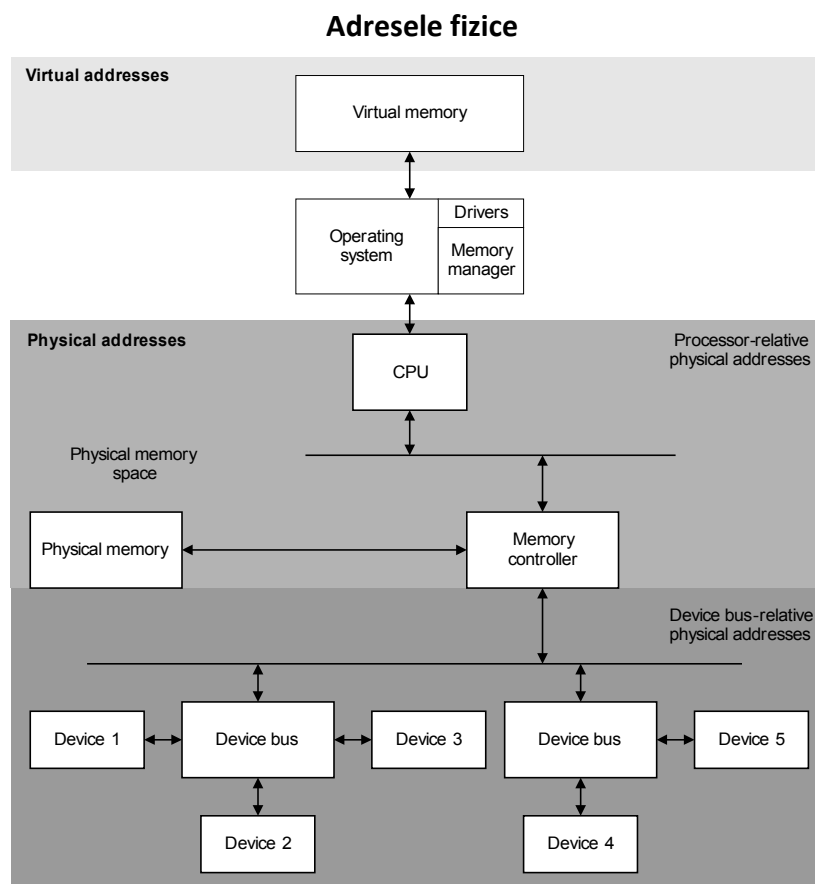 Adresele fizice
Virtual addresses
Virtual memory
Operating
system
Drivers
Memory
manager
Physical addresses
Processor-relative
physical addresses
CPU
Physical memory
space
Physical memory
Memory
controller
Device bus-relative
physical addresses
Device 1
Device bus
Device 3
Device bus
Device 5
Device 2
Device 4